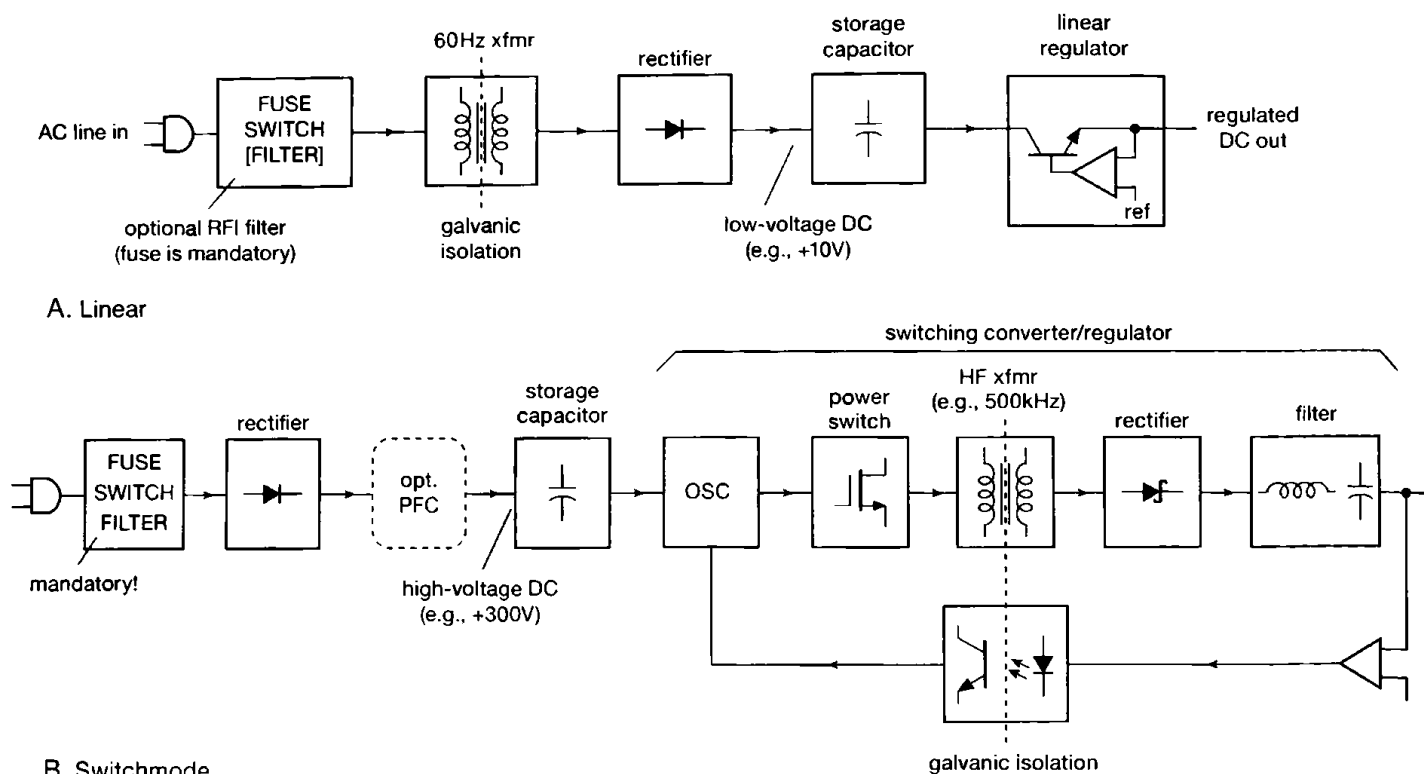 60Hz xfmr
rectifier
storage
capacitor
linear
regulator
AC line in
FUSE
SWITCH
[FILTER]
regulated
DC out
ref
optional RFI filter
(fuse is mandatory)
galvanic
isolation
low-voltage DC
(e.g., +10V)
A. Linear
switching converter/regulator
rectifier
storage
capacitor
power
switch
HF xfmr
(e.g., 500kHz)
rectifier
filter
FUSE
SWITCH
FILTER
opt.
PFC
OSC
mandatory!
high-voltage DC
(e.g., +300V)
galvanic isolation
B. Switchmode